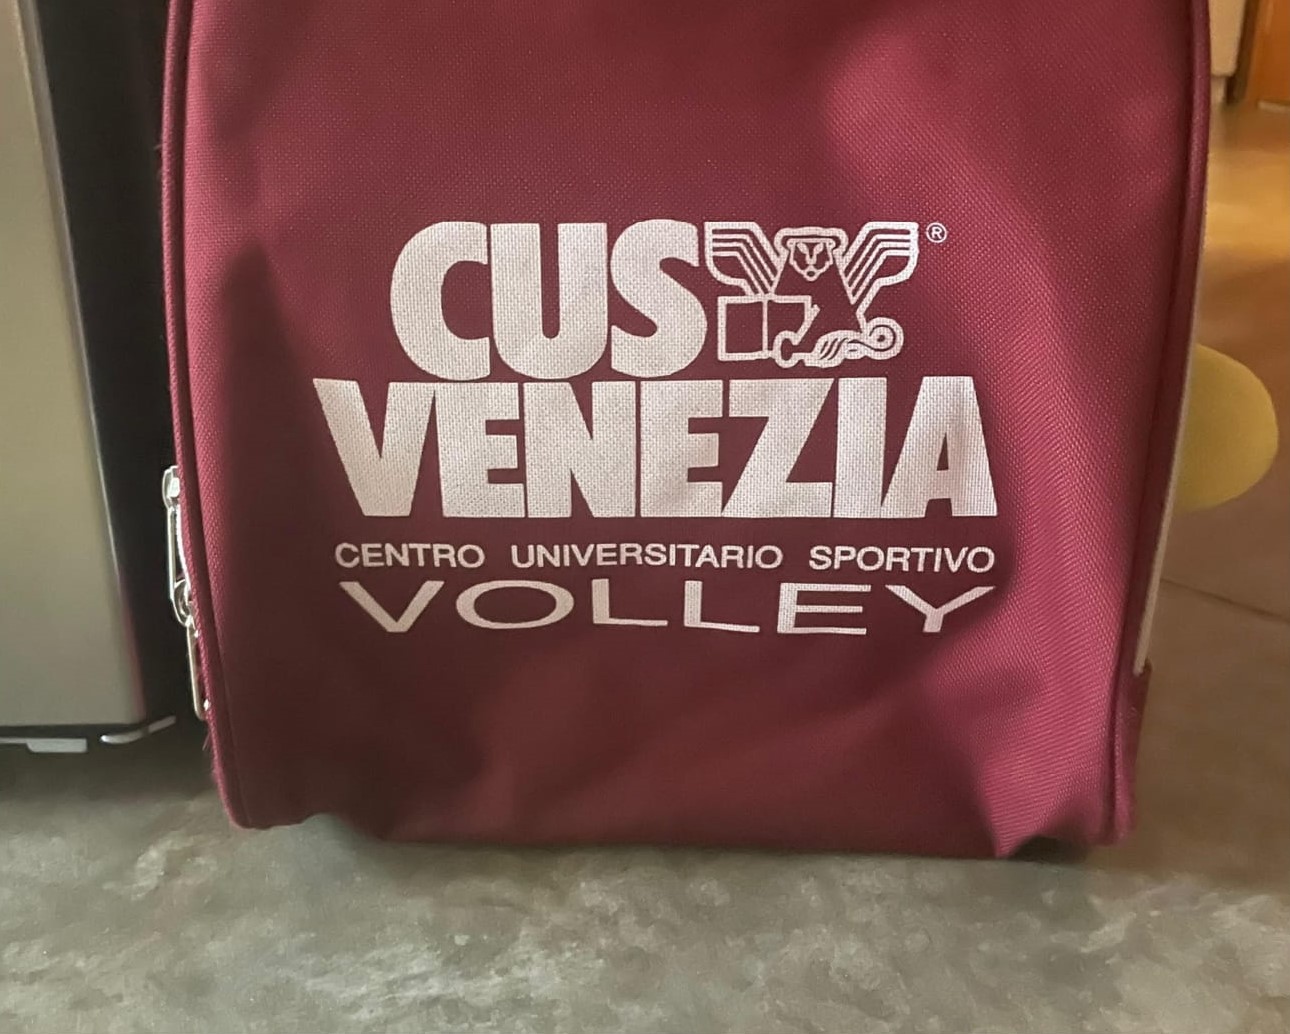 CUS ®
VENEZIA
CENTRO UNIVERSITARIO SPORTIVO
VOLLEY